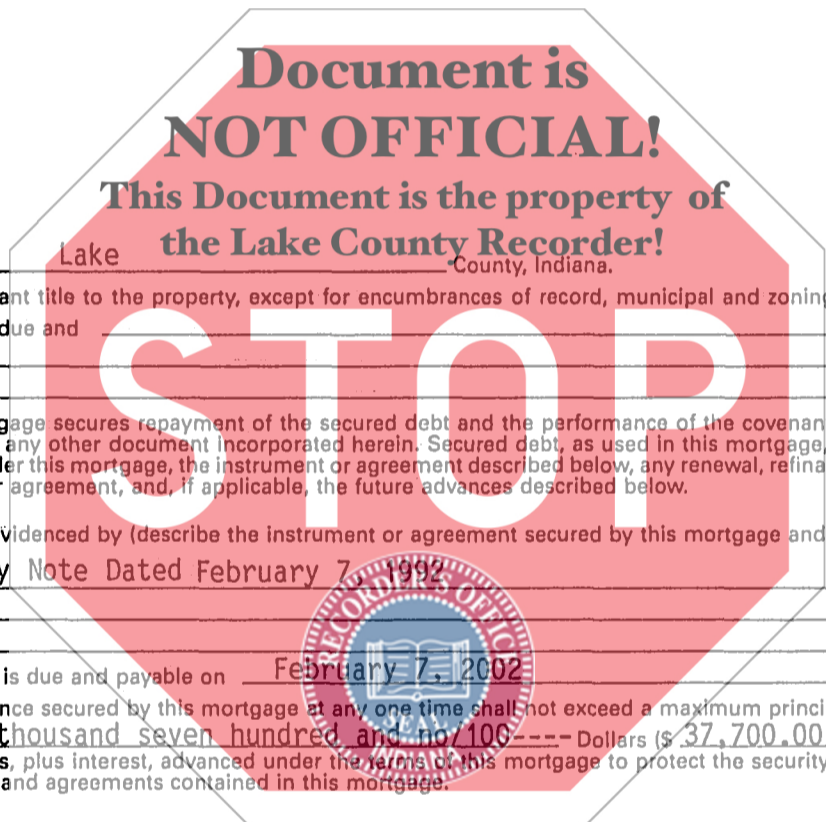 Document is
NOT OFFICIAL!
This Document is the property of
the Lake County Recorder!
Lake County, Indiana.
ant title to the property, except for encumbrances of record, municipal and zoning
due and
STOP
gage secures repayment of the secured debt and the performance of the covenan
any other document incorporated herein. Secured debt, as used in this mortgage,
er this mortgage, the instrument or agreement described below, any renewal, refina
agreement, and, if applicable, the future advances described below.
videnced by (describe the instrument or agreement secured by this mortgage and
y Note Dated February 7, 1992
RECORDER'S OFFICE
SEAL
is due and payable on February 7, 2002
nce secured by this mortgage at any one time shall not exceed a maximum princi
thousand seven hundred and no/100---- Dollars ($ 37,700.00
s, plus interest, advanced under the terms of this mortgage to protect the security
and agreements contained in this mortgage.